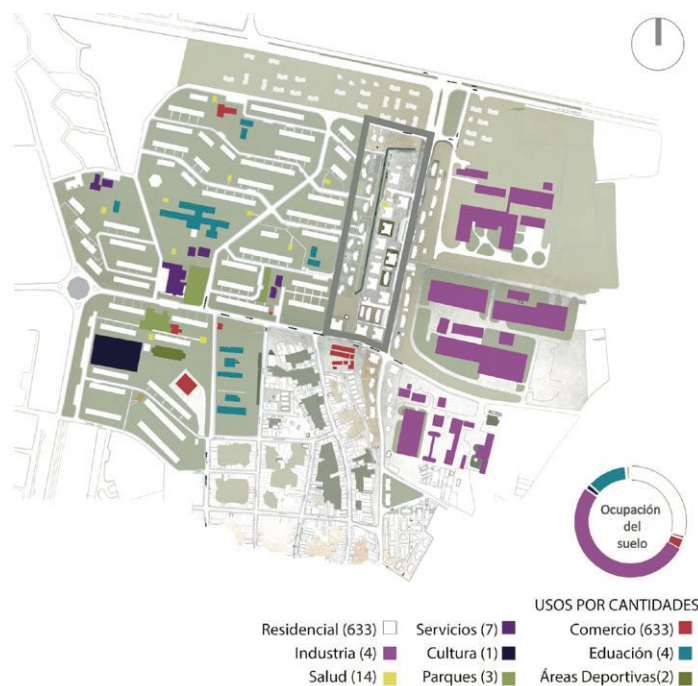 Ocupación
del
suelo
USOS POR CANTIDADES
Residencial (633) Servicios (7) Comercio (633)
Industria (4) Cultura (1) Eduación (4)
Salud (14) Parques (3) Áreas Deportivas(2)